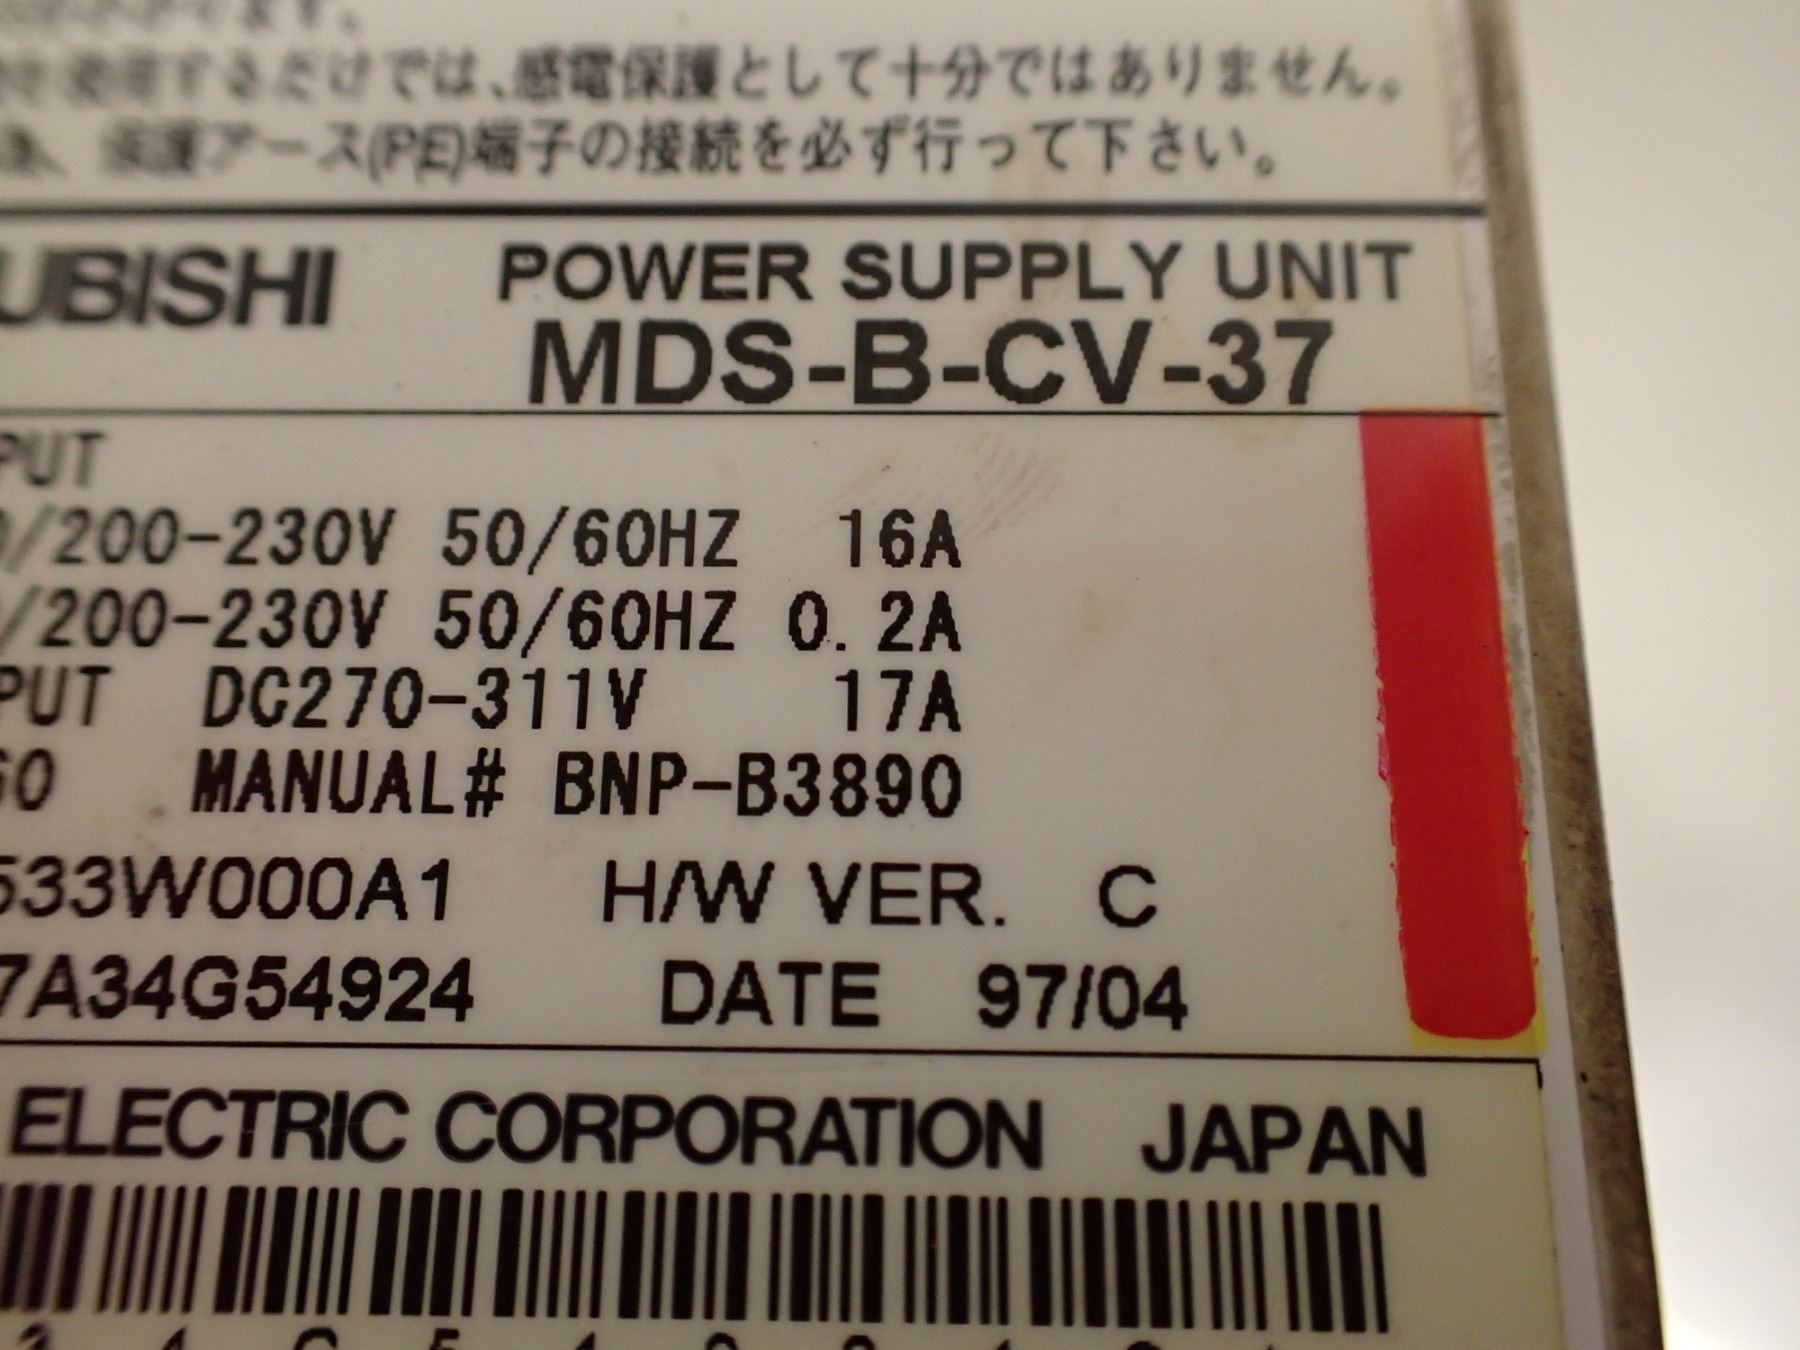 するだけでは、感電保護として十分ではありません。
保護アース(PE)端子の接続を必ず行って下さい。
UBISHI POWER SUPPLY UNIT
MDS-B-CV-37
PUT
/200-230V 50/60HZ 16A
/200-230V 50/60HZ 0.2A
PUT DC270-311V 17A
60 MANUAL# BNP-B3890
533W000A1 H/W VER. C
7A34G54924 DATE 97/04
ELECTRIC CORPORATION JAPAN